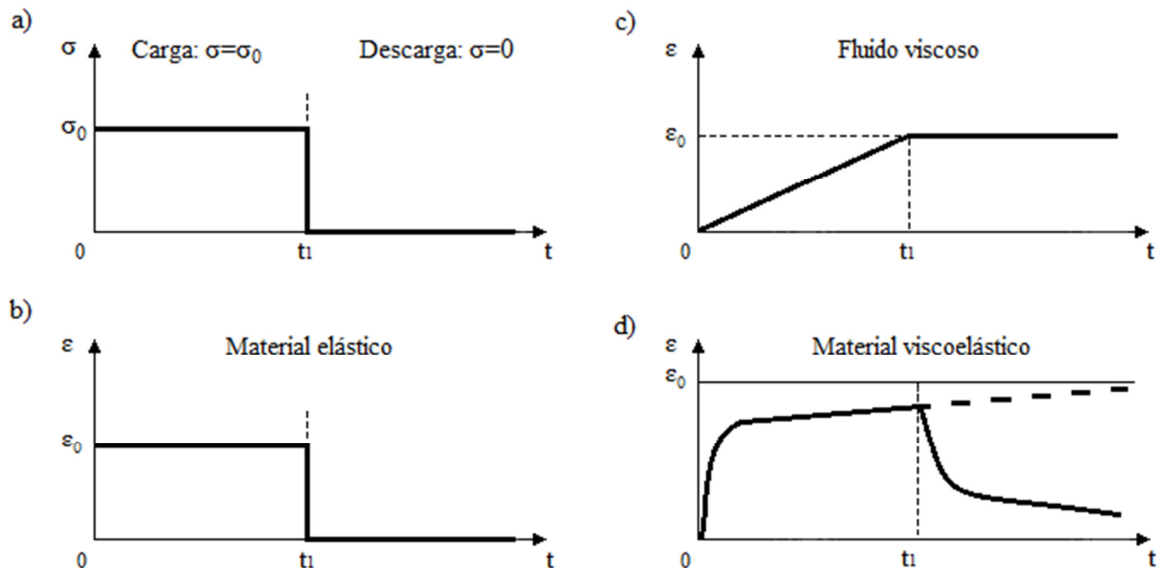 a)
σ
Carga: σ=σ0
Descarga: σ=0
σ0
0
t1
t
b)
ε
Material elástico
ε0
0
t1
t
c)
ε
Fluido viscoso
ε0
0
t1
t
d)
ε
Material viscoelástico
ε0
0
t1
t